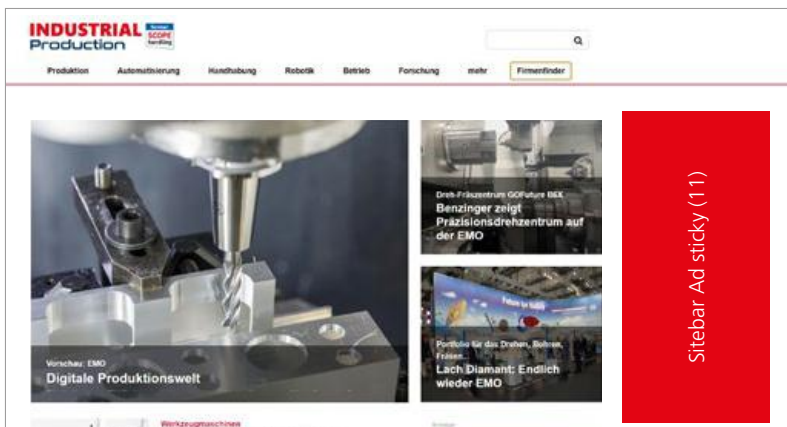 INDUSTRIAL
Production
SCOPE
handling
Produktion Automatisierung Handhabung Robotik Betrieb Forschung mehr Firmenfinder
Vorschau: EMO
Digitale Produktionswelt
Dreh-Fräszentrum GOFuture B6X
Benzinger zeigt
Präzisionsdrehzentrum auf
der EMO
Portfolio für das Drehen, Bohren,
Fräsen...
Lach Diamant: Endlich
wieder EMO
Sitebar Ad sticky (11)
Werkzeugmaschinen